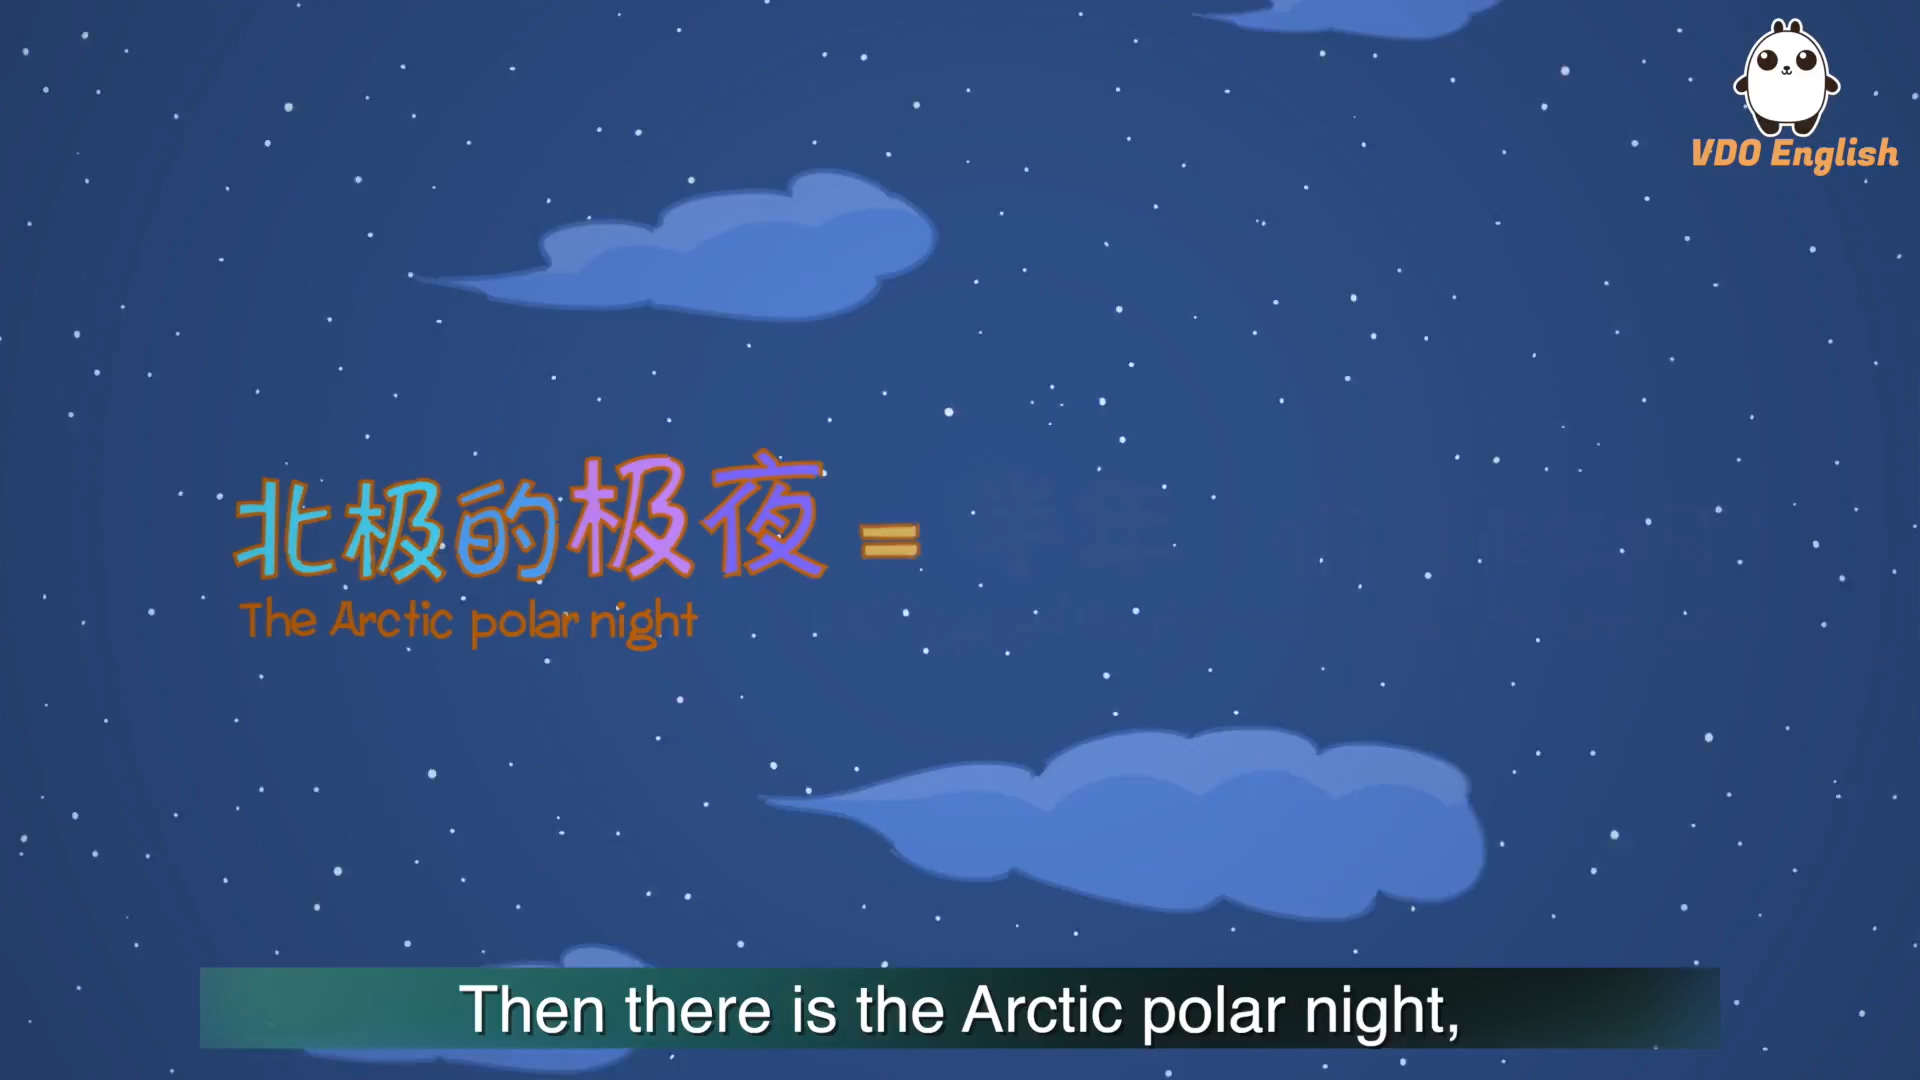 VDO English
北极的极夜 =
The Arctic polar night
Then there is the Arctic polar night,